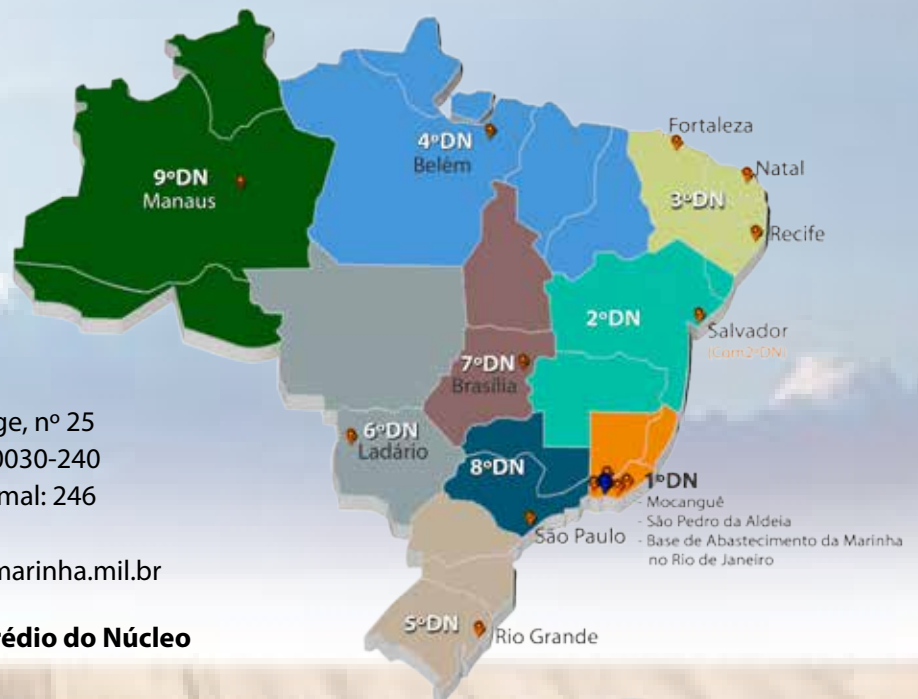 Fortaleza
4ºDN
Belém
Natal
9ºDN
Manaus
3ºDN
Recife
2ºDN
Salvador
(Com2ºDN)
7ºDN
Brasília
ge, nº 25
6ºDN
Ladário
0030-240
8ºDN
1ºDN
mal: 246
- Mocanguê
- São Pedro da Aldeia
São Paulo
- Base de Abastecimento da Marinha
no Rio de Janeiro
marinha.mil.br
5ºDN
rédio do Núcleo
Rio Grande